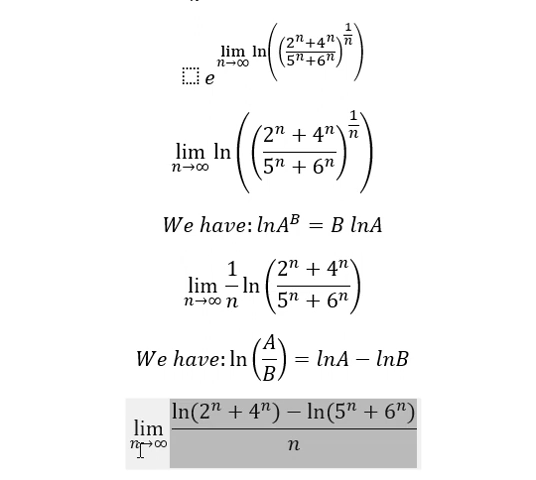 e^{lim_{n→∞} ln(((2^n+4^n)/(5^n+6^n))^{1/n})}
lim_{n→∞} ln(((2^n + 4^n)/(5^n + 6^n))^{1/n})
We have: lnA^B = B lnA
lim_{n→∞} 1/n ln((2^n + 4^n)/(5^n + 6^n))
We have: ln(A/B) = lnA − lnB
lim_{n→∞} (ln(2^n + 4^n) − ln(5^n + 6^n))/n